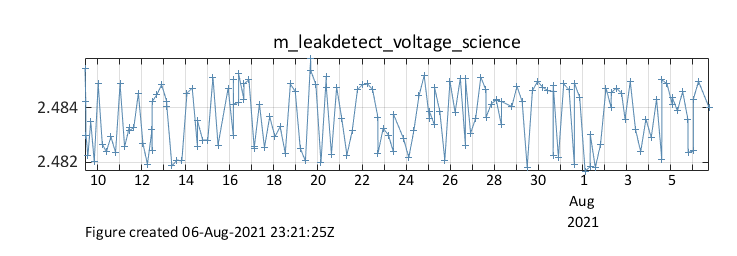 m_leakdetect_voltage_science
2.484
2.482
10 12 14 16 18 20 22 24 26 28 30 1 3 5
Aug
2021
Figure created 06-Aug-2021 23:21:25Z